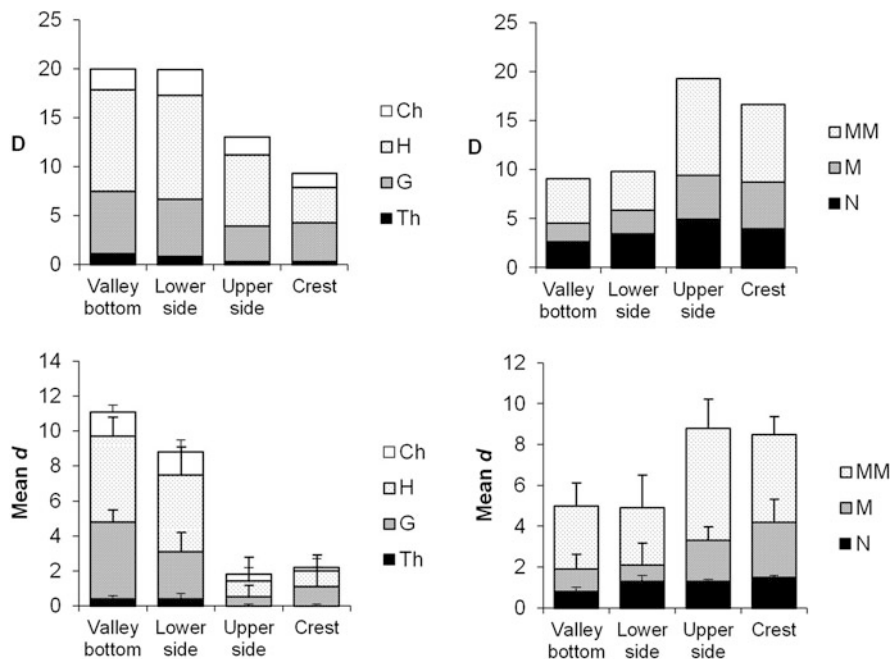 25
20
15
10
5
0
D
Valley bottom
Lower side
Upper side
Crest
Ch
H
G
Th
25
20
15
10
5
0
D
Valley bottom
Lower side
Upper side
Crest
MM
M
N
14
12
10
8
6
4
2
0
Mean d
Valley bottom
Lower side
Upper side
Crest
Ch
H
G
Th
12
10
8
6
4
2
0
Mean d
Valley bottom
Lower side
Upper side
Crest
MM
M
N